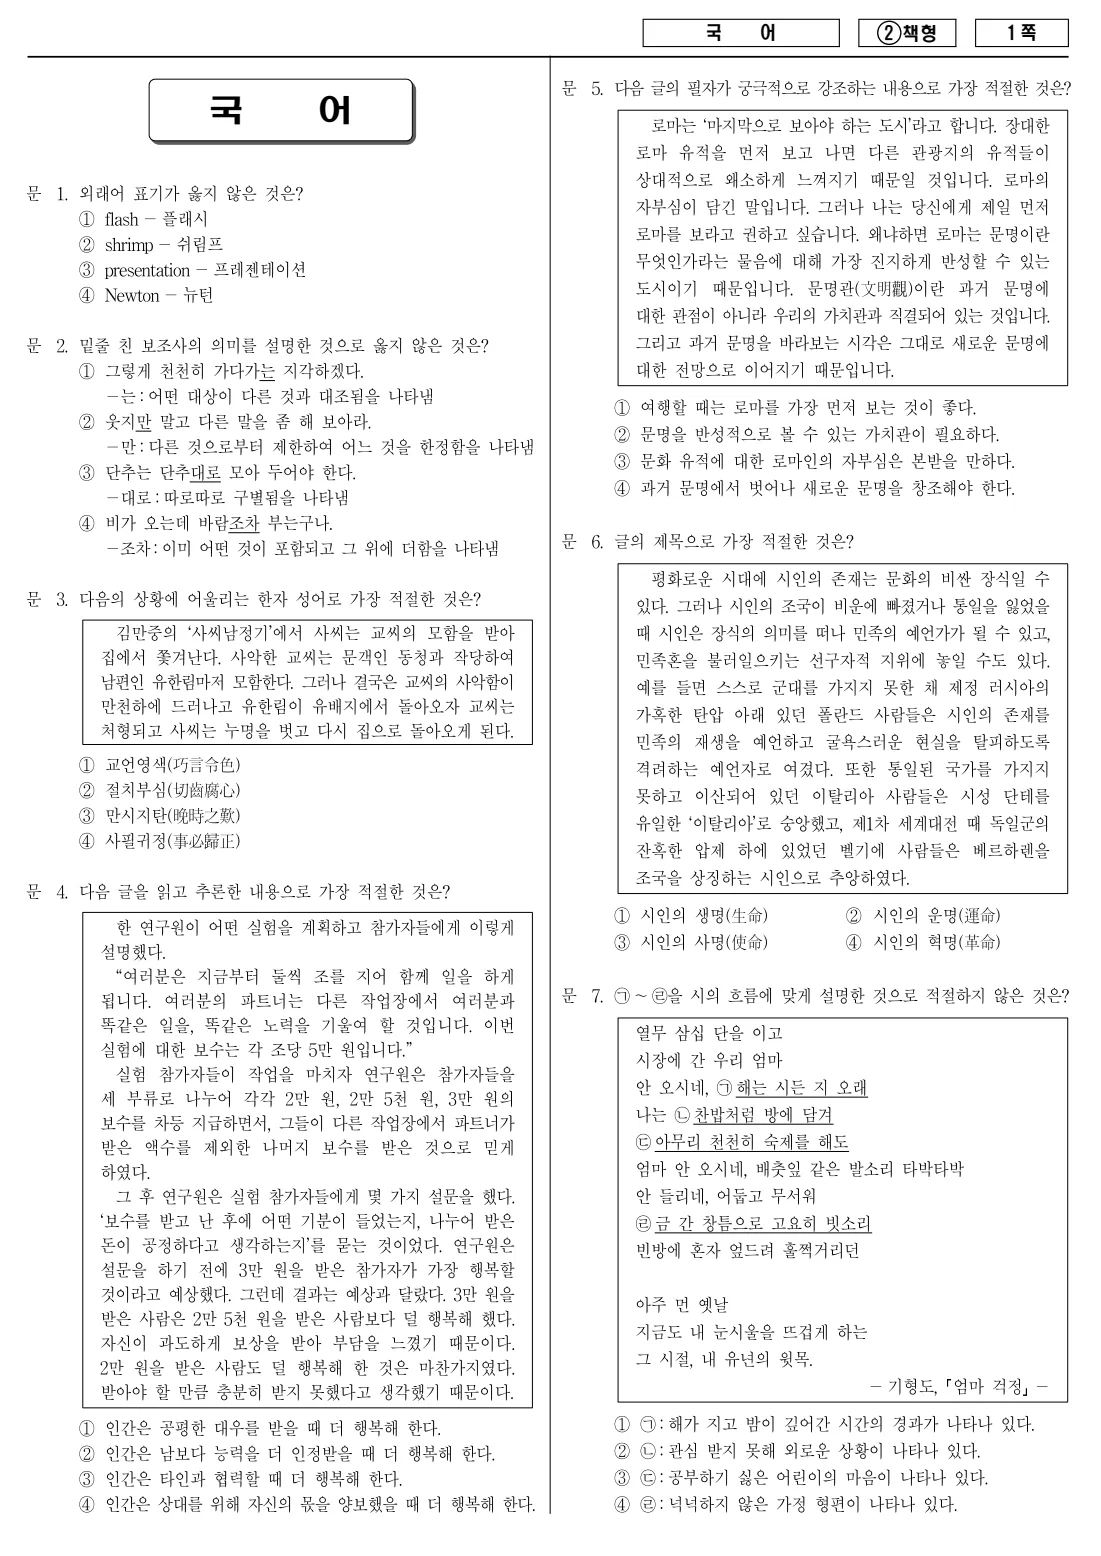 국 어
②책형
1쪽
국 어
문 1. 외래어 표기가 옳지 않은 것은?
① flash – 플래시
② shrimp – 쉬림프
③ presentation – 프레젠테이션
④ Newton – 뉴턴
문 2. 밑줄 친 보조사의 의미를 설명한 것으로 옳지 않은 것은?
① 그렇게 천천히 가다가는 지각하겠다.
–는 : 어떤 대상이 다른 것과 대조됨을 나타냄
② 웃지만 말고 다른 말을 좀 해 보아라.
–만 : 다른 것으로부터 제한하여 어느 것을 한정함을 나타냄
③ 단추는 단추대로 모아 두어야 한다.
–대로 : 따로따로 구별됨을 나타냄
④ 비가 오는데 바람조차 부는구나.
–조차 : 이미 어떤 것이 포함되고 그 위에 더함을 나타냄
문 3. 다음의 상황에 어울리는 한자 성어로 가장 적절한 것은?
김만중의 ‘사씨남정기’에서 사씨는 교씨의 모함을 받아
집에서 쫓겨난다. 사악한 교씨는 문객인 동청과 작당하여
남편인 유한림마저 모함한다. 그러나 결국은 교씨의 사악함이
만천하에 드러나고 유한림이 유배지에서 돌아오자 교씨는
처형되고 사씨는 누명을 벗고 다시 집으로 돌아오게 된다.
① 교언영색(巧言令色)
② 절치부심(切齒腐心)
③ 만시지탄(晩時之歎)
④ 사필귀정(事必歸正)
문 4. 다음 글을 읽고 추론한 내용으로 가장 적절한 것은?
한 연구원이 어떤 실험을 계획하고 참가자들에게 이렇게
설명했다.
“여러분은 지금부터 둘씩 조를 지어 함께 일을 하게
됩니다. 여러분의 파트너는 다른 작업장에서 여러분과
똑같은 일을, 똑같은 노력을 기울여 할 것입니다. 이번
실험에 대한 보수는 각 조당 5만 원입니다.”
실험 참가자들이 작업을 마치자 연구원은 참가자들을
세 부류로 나누어 각각 2만 원, 2만 5천 원, 3만 원의
보수를 차등 지급하면서, 그들이 다른 작업장에서 파트너가
받은 액수를 제외한 나머지 보수를 받은 것으로 믿게
하였다.
그 후 연구원은 실험 참가자들에게 몇 가지 설문을 했다.
‘보수를 받고 난 후에 어떤 기분이 들었는지, 나누어 받은
돈이 공정하다고 생각하는지’를 묻는 것이었다. 연구원은
설문을 하기 전에 3만 원을 받은 참가자가 가장 행복할
것이라고 예상했다. 그런데 결과는 예상과 달랐다. 3만 원을
받은 사람은 2만 5천 원을 받은 사람보다 덜 행복해 했다.
자신이 과도하게 보상을 받아 부담을 느꼈기 때문이다.
2만 원을 받은 사람도 덜 행복해 한 것은 마찬가지였다.
받아야 할 만큼 충분히 받지 못했다고 생각했기 때문이다.
① 인간은 공평한 대우를 받을 때 더 행복해 한다.
② 인간은 남보다 능력을 더 인정받을 때 더 행복해 한다.
③ 인간은 타인과 협력할 때 더 행복해 한다.
④ 인간은 상대를 위해 자신의 몫을 양보했을 때 더 행복해 한다.
문 5. 다음 글의 필자가 궁극적으로 강조하는 내용으로 가장 적절한 것은?
로마는 ‘마지막으로 보아야 하는 도시’라고 합니다. 장대한
로마 유적을 먼저 보고 나면 다른 관광지의 유적들이
상대적으로 왜소하게 느껴지기 때문일 것입니다. 로마의
자부심이 담긴 말입니다. 그러나 나는 당신에게 제일 먼저
로마를 보라고 권하고 싶습니다. 왜냐하면 로마는 문명이란
무엇인가라는 물음에 대해 가장 진지하게 반성할 수 있는
도시이기 때문입니다. 문명관(文明觀)이란 과거 문명에
대한 관점이 아니라 우리의 가치관과 직결되어 있는 것입니다.
그리고 과거 문명을 바라보는 시각은 그대로 새로운 문명에
대한 전망으로 이어지기 때문입니다.
① 여행할 때는 로마를 가장 먼저 보는 것이 좋다.
② 문명을 반성적으로 볼 수 있는 가치관이 필요하다.
③ 문화 유적에 대한 로마인의 자부심은 본받을 만하다.
④ 과거 문명에서 벗어나 새로운 문명을 창조해야 한다.
문 6. 글의 제목으로 가장 적절한 것은?
평화로운 시대에 시인의 존재는 문화의 비싼 장식일 수
있다. 그러나 시인의 조국이 비운에 빠졌거나 통일을 잃었을
때 시인은 장식의 의미를 떠나 민족의 예언가가 될 수 있고,
민족혼을 불러일으키는 선구자적 지위에 놓일 수도 있다.
예를 들면 스스로 군대를 가지지 못한 채 제정 러시아의
가혹한 탄압 아래 있던 폴란드 사람들은 시인의 존재를
민족의 재생을 예언하고 굴욕스러운 현실을 탈피하도록
격려하는 예언자로 여겼다. 또한 통일된 국가를 가지지
못하고 이산되어 있던 이탈리아 사람들은 시성 단테를
유일한 ‘이탈리아’로 숭앙했고, 제1차 세계대전 때 독일군의
잔혹한 압제 하에 있었던 벨기에 사람들은 베르하렌을
조국을 상징하는 시인으로 추앙하였다.
① 시인의 생명(生命)
② 시인의 운명(運命)
③ 시인의 사명(使命)
④ 시인의 혁명(革命)
문 7. ㉠ ~ ㉣을 시의 흐름에 맞게 설명한 것으로 적절하지 않은 것은?
열무 삼십 단을 이고
시장에 간 우리 엄마
안 오시네, ㉠ 해는 시든 지 오래
나는 ㉡ 찬밥처럼 방에 담겨
㉢ 아무리 천천히 숙제를 해도
엄마 안 오시네, 배춧잎 같은 발소리 타박타박
안 들리네, 어둡고 무서워
㉣ 금 간 창틈으로 고요히 빗소리
빈방에 혼자 엎드려 훌쩍거리던
아주 먼 옛날
지금도 내 눈시울을 뜨겁게 하는
그 시절, 내 유년의 윗목.
– 기형도, 「엄마 걱정」 –
① ㉠ : 해가 지고 밤이 깊어간 시간의 경과가 나타나 있다.
② ㉡ : 관심 받지 못해 외로운 상황이 나타나 있다.
③ ㉢ : 공부하기 싫은 어린이의 마음이 나타나 있다.
④ ㉣ : 넉넉하지 않은 가정 형편이 나타나 있다.